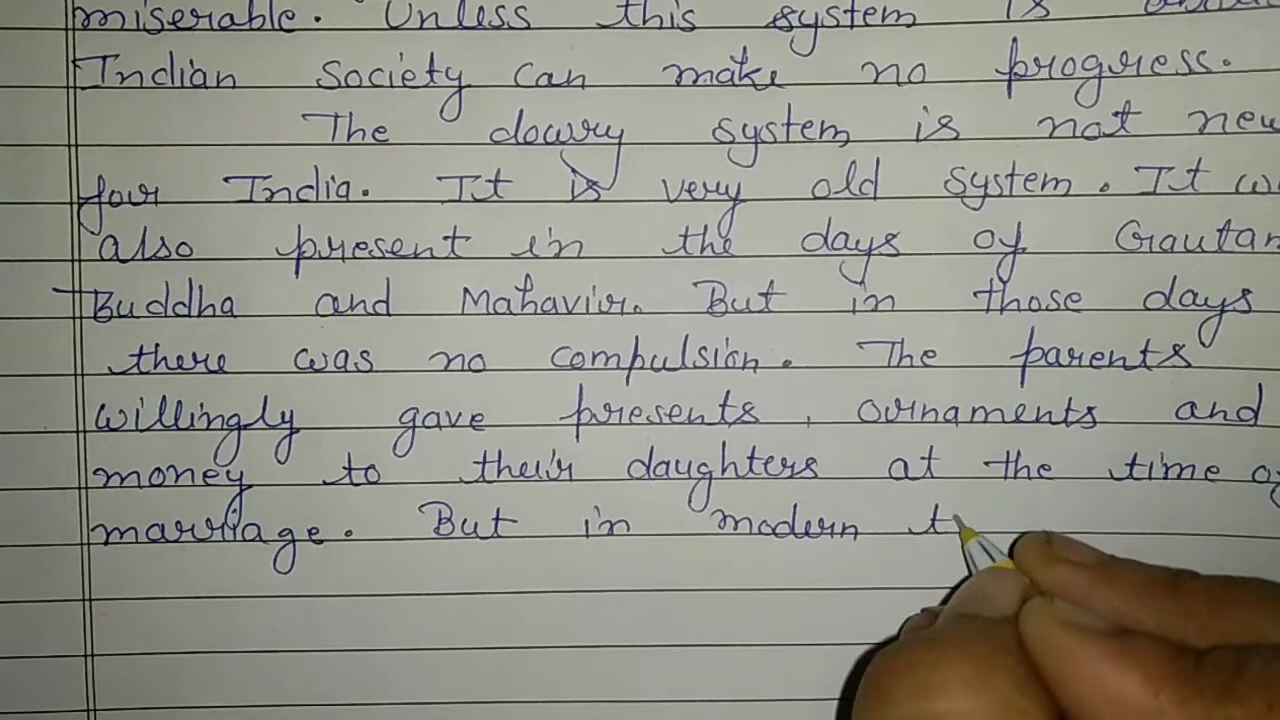 miserable. Unless this system is
Indian Society can make no progress.
The dowry system is not new
for India. It is very old system. It
also present in the days of Gautam
Buddha and Mahavir. But in those days
there was no compulsion. The parents
willingly gave presents, ornaments and
money to their daughters at the time of
marriage. But in modern t